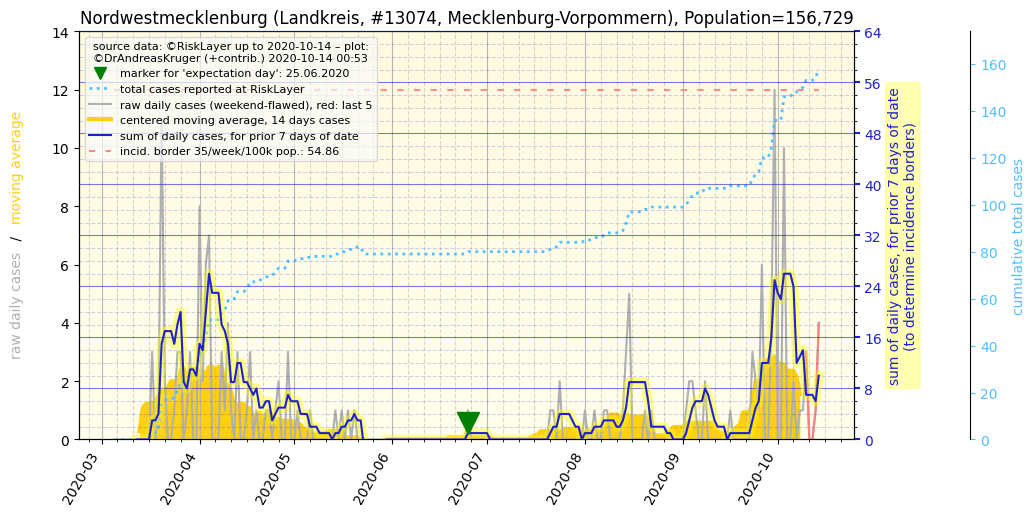 Nordwestmecklenburg (Landkreis, #13074, Mecklenburg-Vorpommern), Population=156,729
source data: ©RiskLayer up to 2020-10-14 – plot:
©DrAndreasKruger (+contrib.) 2020-10-14 00:53
marker for 'expectation day': 25.06.2020
total cases reported at RiskLayer
raw daily cases (weekend-flawed), red: last 5
centered moving average, 14 days cases
sum of daily cases, for prior 7 days of date
incid. border 35/week/100k pop.: 54.86
raw daily cases / moving average
14
12
10
8
6
4
2
0
2020-03
2020-04
2020-05
2020-06
2020-07
2020-08
2020-09
2020-10
64
56
48
40
32
24
16
8
0
sum of daily cases, for prior 7 days of date
(to determine incidence borders)
160
140
120
100
80
60
40
20
0
cumulative total cases